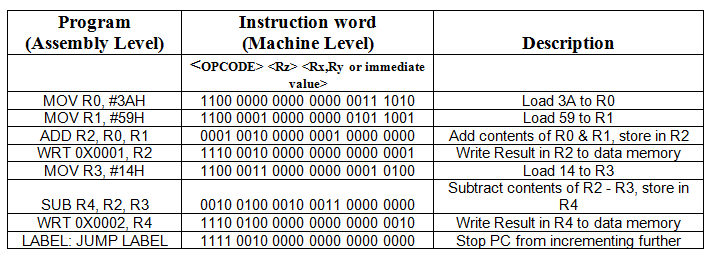 Program
(Assembly Level)
Instruction word
(Machine Level)
Description
<OPCODE> <Rz> <Rx,Ry or immediate
value>
MOV R0, #3AH 1100 0000 0000 0000 0011 1010 Load 3A to R0
MOV R1, #59H 1100 0001 0000 0000 0101 1001 Load 59 to R1
ADD R2, R0, R1 0001 0010 0000 0001 0000 0000 Add contents of R0 & R1, store in R2
WRT 0X0001, R2 1110 0010 0000 0000 0000 0001 Write Result in R2 to data memory
MOV R3, #14H 1100 0011 0000 0000 0001 0100 Load 14 to R3
SUB R4, R2, R3 0010 0100 0010 0011 0000 0000 Subtract contents of R2 - R3, store in
R4
WRT 0X0002, R4 1110 0100 0000 0000 0000 0010 Write Result in R4 to data memory
LABEL: JUMP LABEL 1111 0010 0000 0000 0000 0000 Stop PC from incrementing further